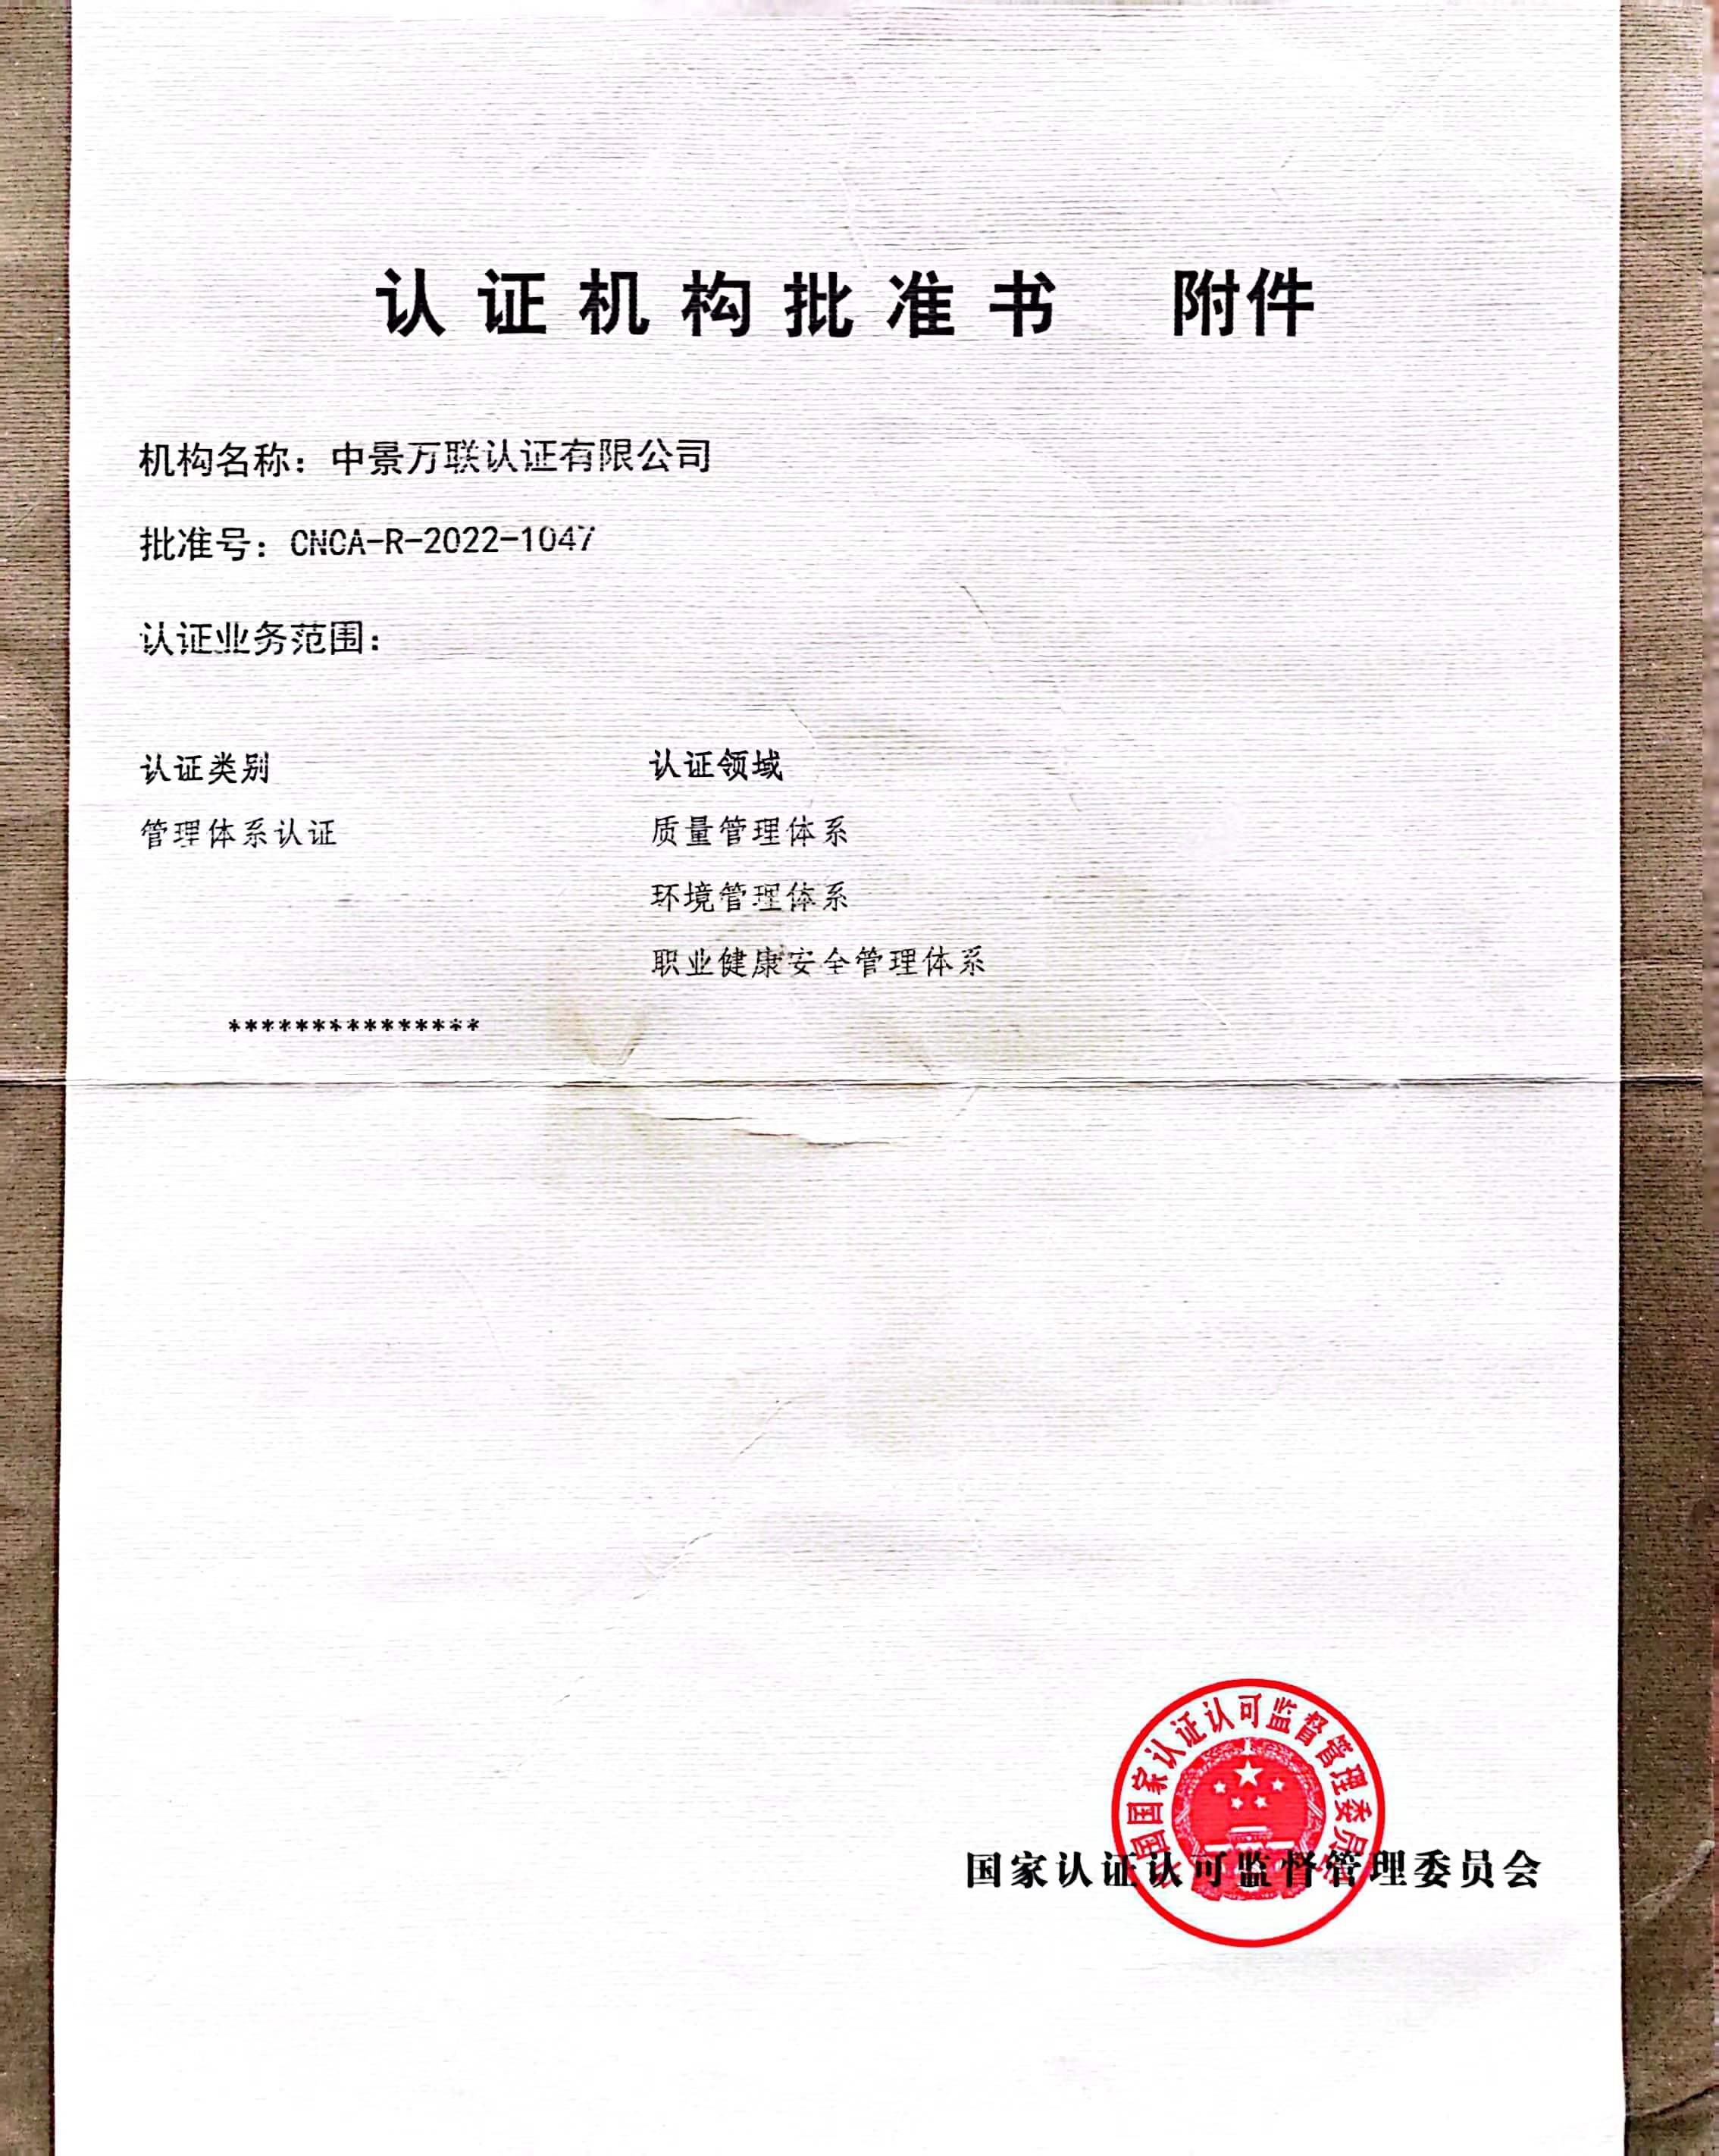 认证机构批准书 附件
机构名称：中景万联认证有限公司
批准号：CNCA-R-2022-1047
认证业务范围：
认证类别 认证领域
管理体系认证 质量管理体系
环境管理体系
职业健康安全管理体系
***************
国家认证认可监督管理委员会
中国国家认证认可监督管理委员会